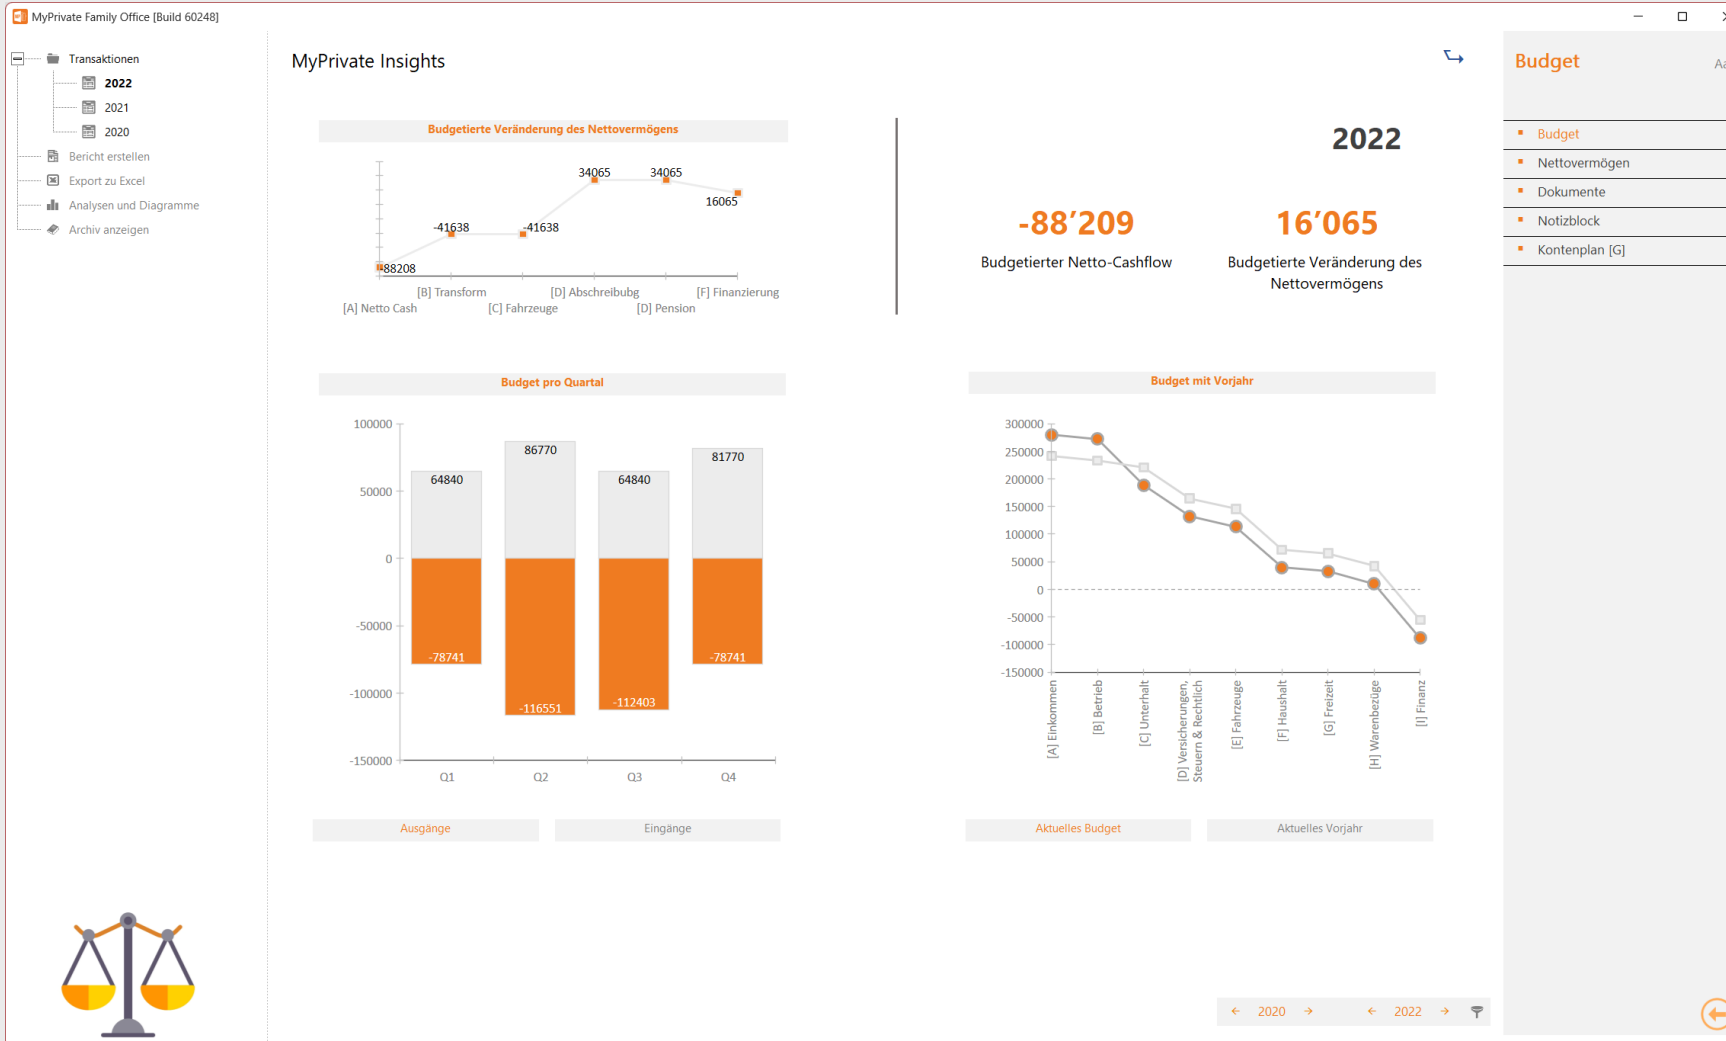 MyPrivate Family Office [Build 60248]
Transaktionen
2022
2021
2020
Bericht erstellen
Export zu Excel
Analysen und Diagramme
Archiv anzeigen
MyPrivate Insights
Budgetierte Veränderung des Nettovermögens
34065 34065
16065
-41638 -41638
-88208
[B] Transform [D] Abschreibubg [F] Finanzierung
[A] Netto Cash [C] Fahrzeuge [D] Pension
2022
-88’209 16’065
Budgetierter Netto-Cashflow Budgetierte Veränderung des
Nettovermögens
Budget pro Quartal
100000
50000
0
-50000
-100000
-150000
64840 86770 64840 81770
-78741 -116551 -112403 -78741
Q1 Q2 Q3 Q4
Ausgänge Eingänge
Budget mit Vorjahr
300000
250000
200000
150000
100000
50000
0
-50000
-100000
-150000
[A] Einkommen
[B] Betrieb
[C] Unterhalt
[D] Versicherungen,
Steuern & Rechtlich
[E] Fahrzeuge
[F] Haushalt
[G] Freizeit
[H] Warenbezüge
[I] Finanz
Aktuelles Budget Aktuelles Vorjahr
2020 2022
Budget
Budget
Nettovermögen
Dokumente
Notizblock
Kontenplan [G]